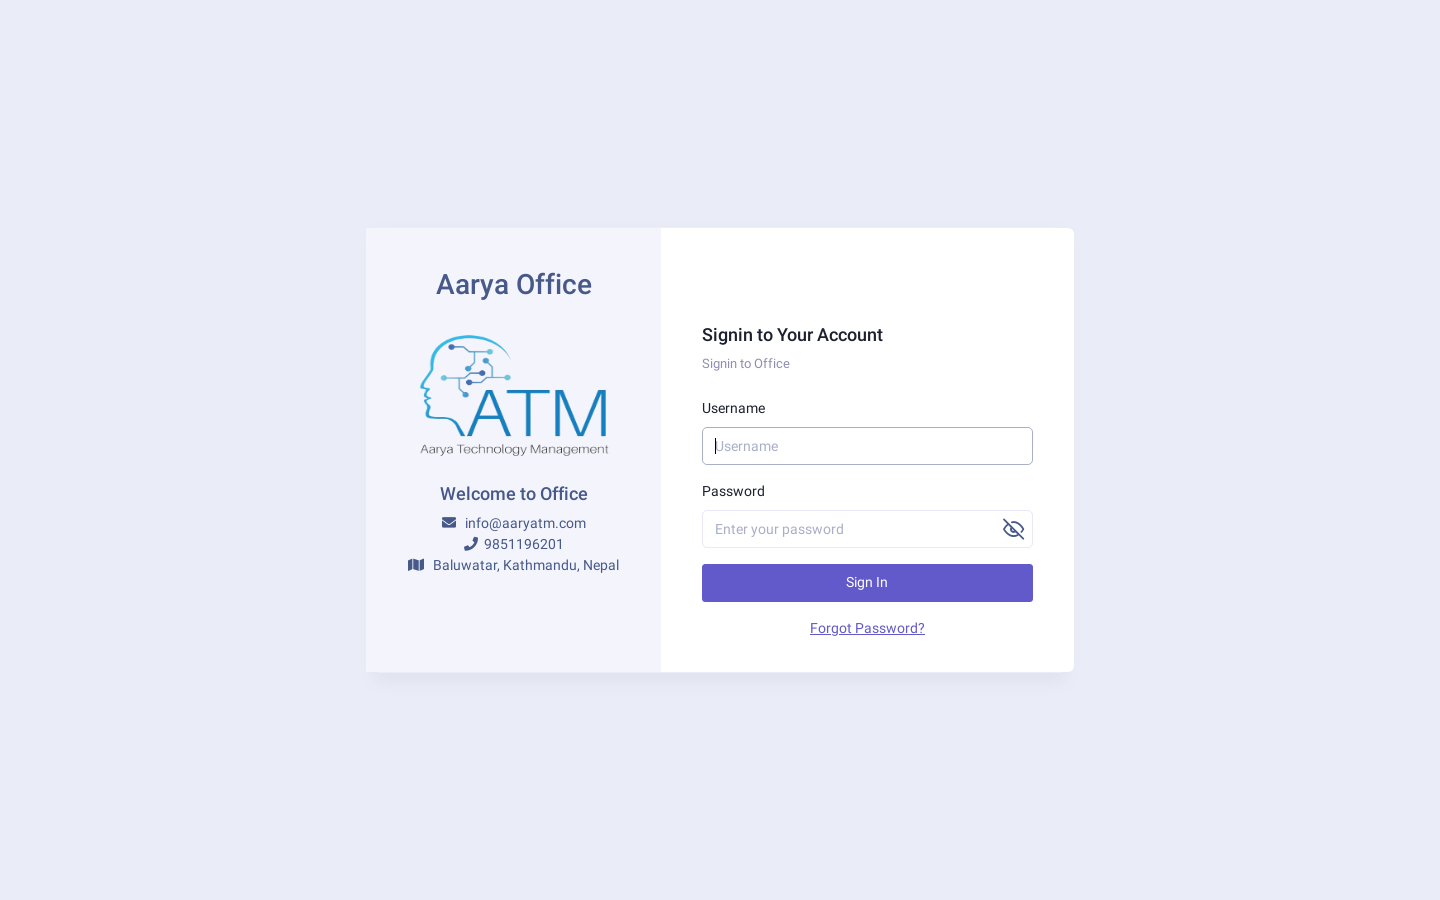 Aarya Office
ATM
Aarya Technology Management
Welcome to Office
info@aaryatm.com
9851196201
Baluwatar, Kathmandu, Nepal
Signin to Your Account
Signin to Office
Username
Username
Password
Enter your password
Sign In
Forgot Password?